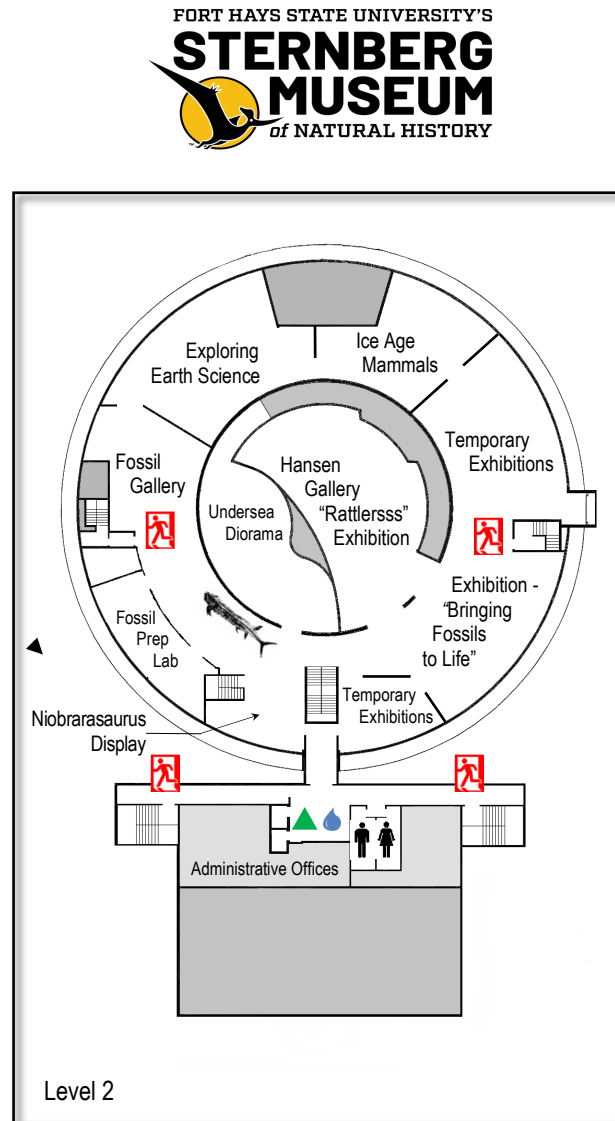 FORT HAYS STATE UNIVERSITY'S
STERNBERG
MUSEUM
of NATURAL HISTORY
TM
Exploring
Earth Science
Ice Age
Mammals
Temporary
Exhibitions
Fossil
Gallery
Hansen
Gallery
"Rattlersss"
Exhibition
Undersea
Diorama
Exhibition -
"Bringing
Fossils
to Life"
Fossil
Prep
Lab
Temporary
Exhibitions
Niobrarasaurus
Display
Administrative Offices
Level 2